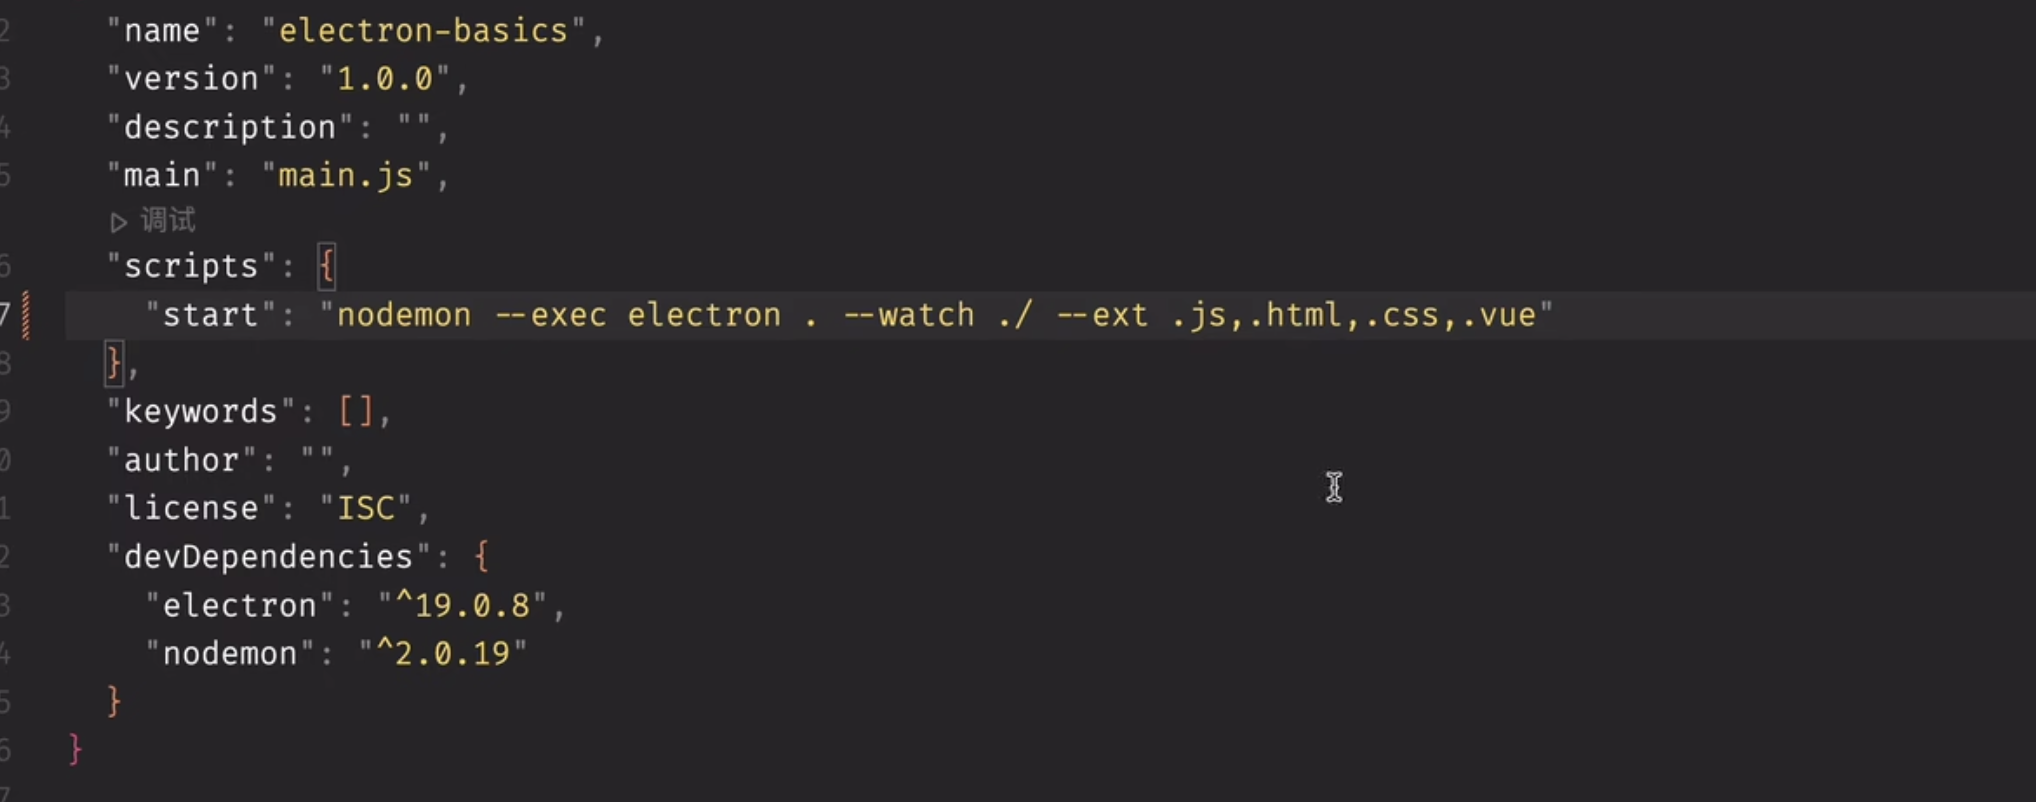 2 "name": "electron-basics",
3 "version": "1.0.0",
4 "description": "",
5 "main": "main.js",
▷ 调试
6 "scripts": {
7 "start": "nodemon --exec electron . --watch ./ --ext .js,.html,.css,.vue"
8 },
9 "keywords": [],
0 "author": "",
1 "license": "ISC",
2 "devDependencies": {
3 "electron": "^19.0.8",
4 "nodemon": "^2.0.19"
5 }
6 }
7